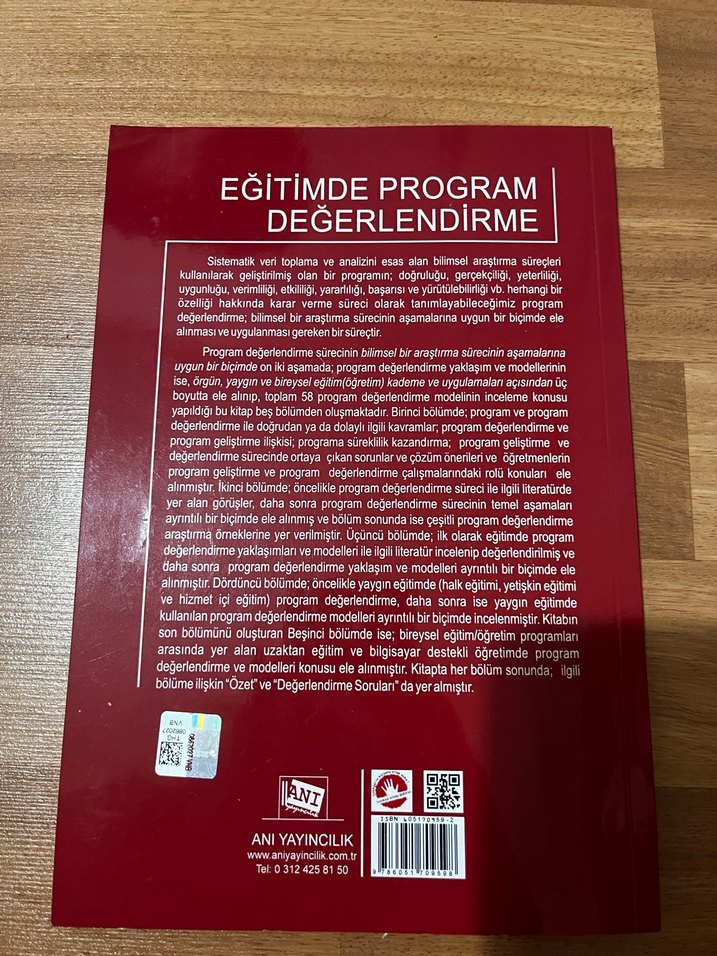 EĞİTİMDE PROGRAM
DEĞERLENDİRME
Sistematik veri toplama ve analizini esas alan bilimsel araştırma süreçleri
kullanılarak geliştirilmiş olan bir programın; doğruluğu, gerçekçiliği, yeterliliği,
uygunluğu, verimliliği, etkililiği, yararlılığı, başarısı ve yürütülebilirliği vb. herhangi bir
özelliği hakkında karar verme süreci olarak tanımlayabileceğimiz program
değerlendirme; bilimsel bir araştırma sürecinin aşamalarına uygun bir biçimde ele
alınması ve uygulanması gereken bir süreçtir.
Program değerlendirme sürecinin bilimsel bir araştırma sürecinin aşamalarına
uygun bir biçimde on iki aşamada; program değerlendirme yaklaşım ve modellerinin
ise, örgün, yaygın ve bireysel eğitim(öğretim) kademe ve uygulamaları açısından üç
boyutta ele alınıp, toplam 58 program değerlendirme modelinin inceleme konusu
yapıldığı bu kitap beş bölümden oluşmaktadır. Birinci bölümde; program ve program
değerlendirme ile doğrudan ya da dolaylı ilgili kavramlar; program değerlendirme ve
program geliştirme ilişkisi; programa süreklilik kazandırma; program geliştirme ve
değerlendirme sürecinde ortaya çıkan sorunlar ve çözüm önerileri ve öğretmenlerin
program geliştirme ve program değerlendirme çalışmalarındaki rolü konuları ele
alınmıştır. İkinci bölümde; öncelikle program değerlendirme süreci ile ilgili literatürde
yer alan görüşler, daha sonra program değerlendirme sürecinin temel aşamaları
ayrıntılı bir biçimde ele alınmış ve bölüm sonunda ise çeşitli program değerlendirme
araştırma örneklerine yer verilmiştir. Üçüncü bölümde; ilk olarak eğitimde program
değerlendirme yaklaşımları ve modelleri ile ilgili literatür incelenip değerlendirilmiş ve
daha sonra program değerlendirme yaklaşım ve modelleri ayrıntılı bir biçimde ele
alınmıştır. Dördüncü bölümde; öncelikle yaygın eğitimde (halk eğitimi, yetişkin eğitimi
ve hizmet içi eğitim) program değerlendirme, daha sonra ise yaygın eğitimde
kullanılan program değerlendirme modelleri ayrıntılı bir biçimde incelenmiştir. Kitabın
son bölümünü oluşturan Beşinci bölümde ise; bireysel eğitim/öğretim programları
arasında yer alan uzaktan eğitim ve bilgisayar destekli öğretimde program
değerlendirme ve modelleri konusu ele alınmıştır. Kitapta her bölüm sonunda; ilgili
bölüme ilişkin “Özet” ve “Değerlendirme Soruları” da yer almıştır.
THG
0862027
VNB
0862027 VNB
ANI
yayıncılık
ANI YAYINCILIK
www.aniyayincilik.com.tr
Tel: 0 312 425 81 50
ISBN 605170959-2
9 786051 709598